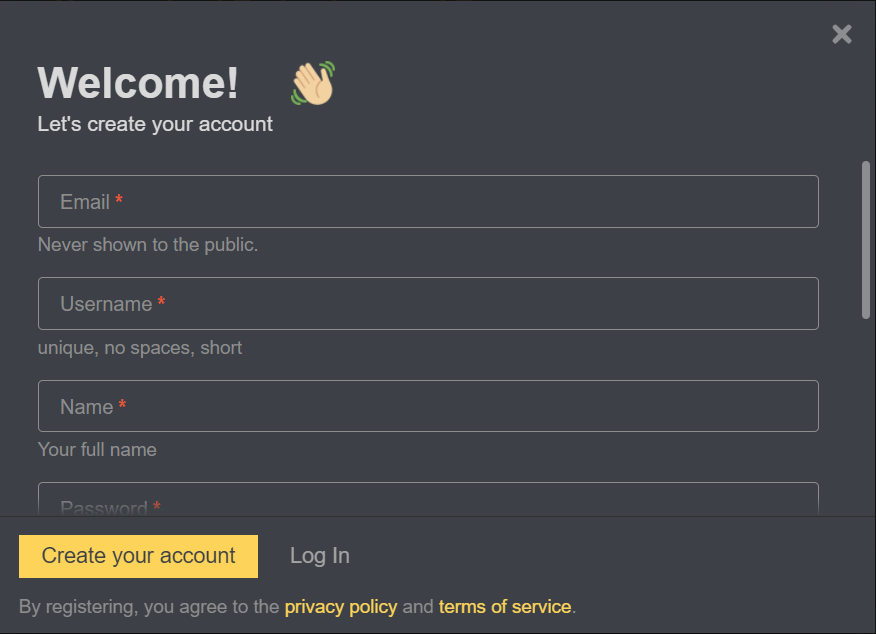 Welcome!
Let's create your account
Email *
Never shown to the public.
Username *
unique, no spaces, short
Name *
Your full name
Password *
Create your account
Log In
By registering, you agree to the privacy policy and terms of service.